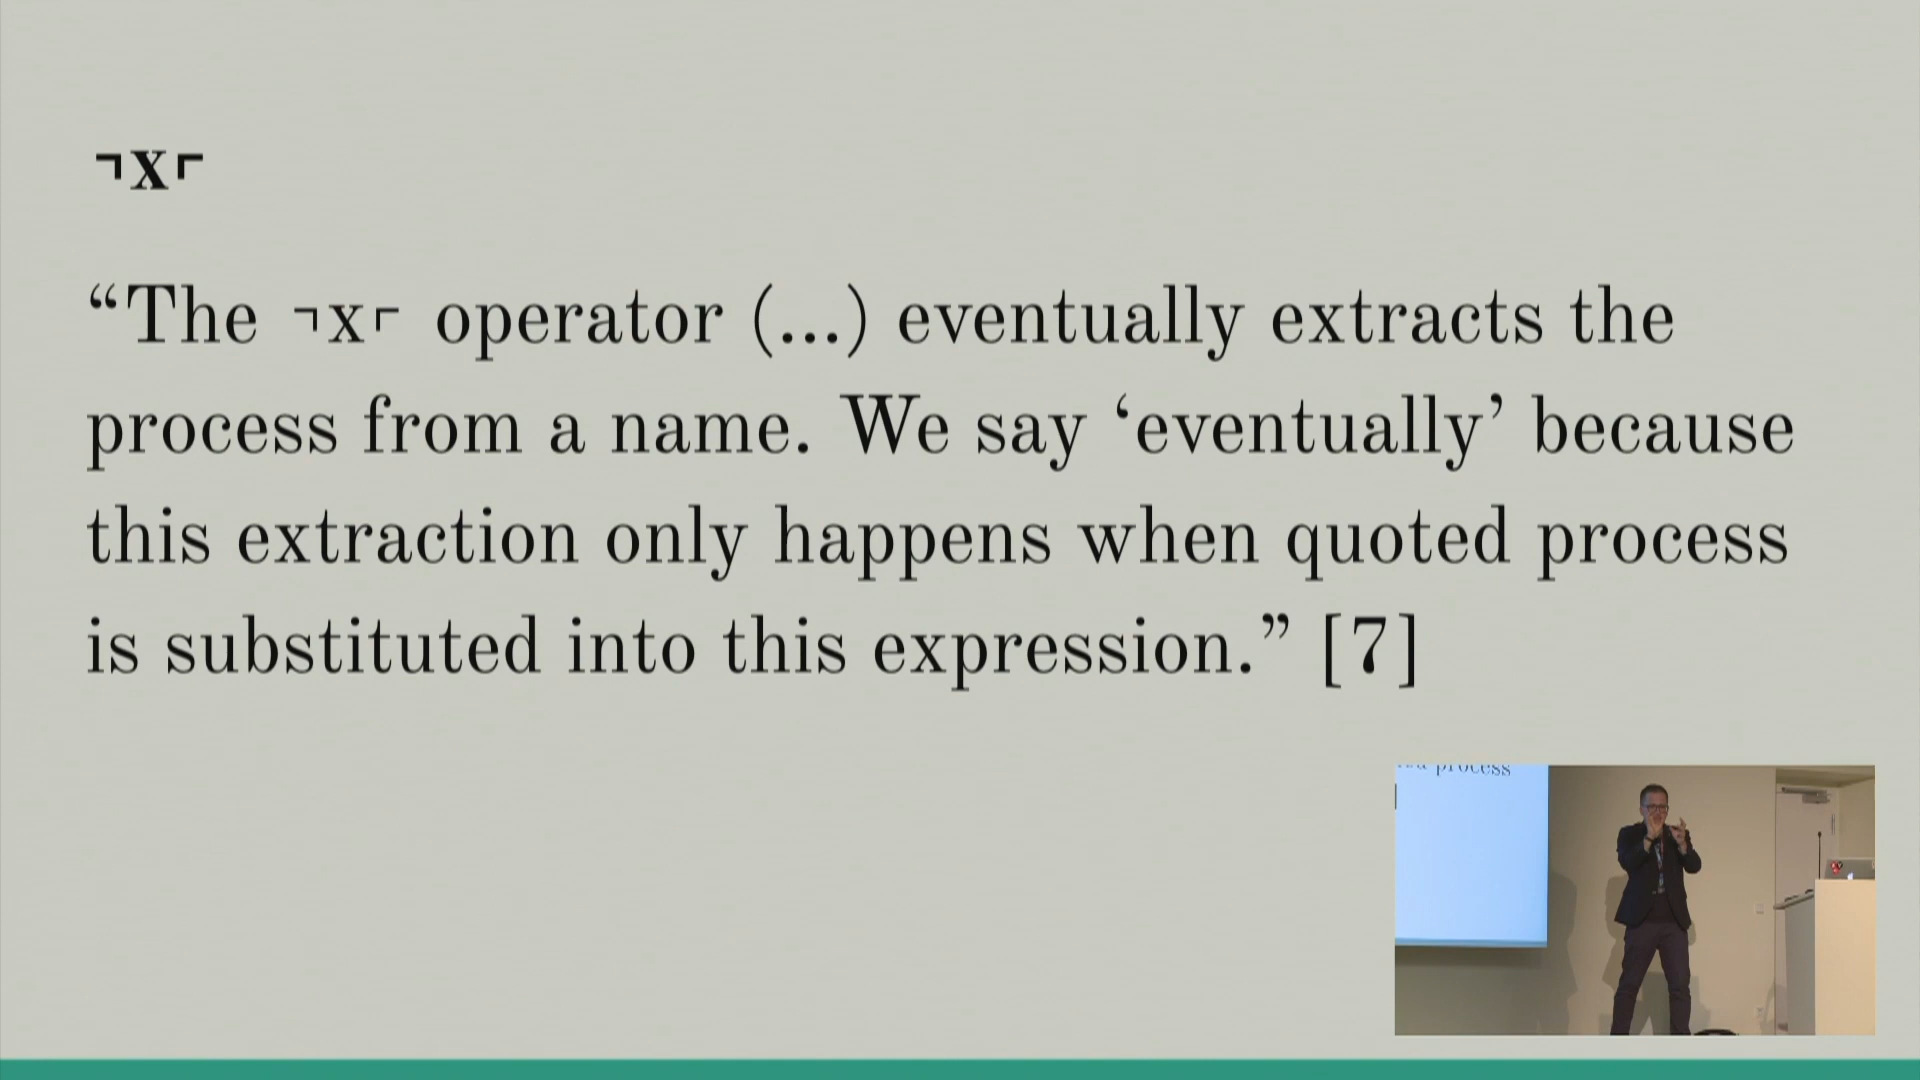 ⌝x⌜
“The ⌝x⌜ operator (...) eventually extracts the
process from a name. We say ‘eventually’ because
this extraction only happens when quoted process
is substituted into this expression.” [7]
process